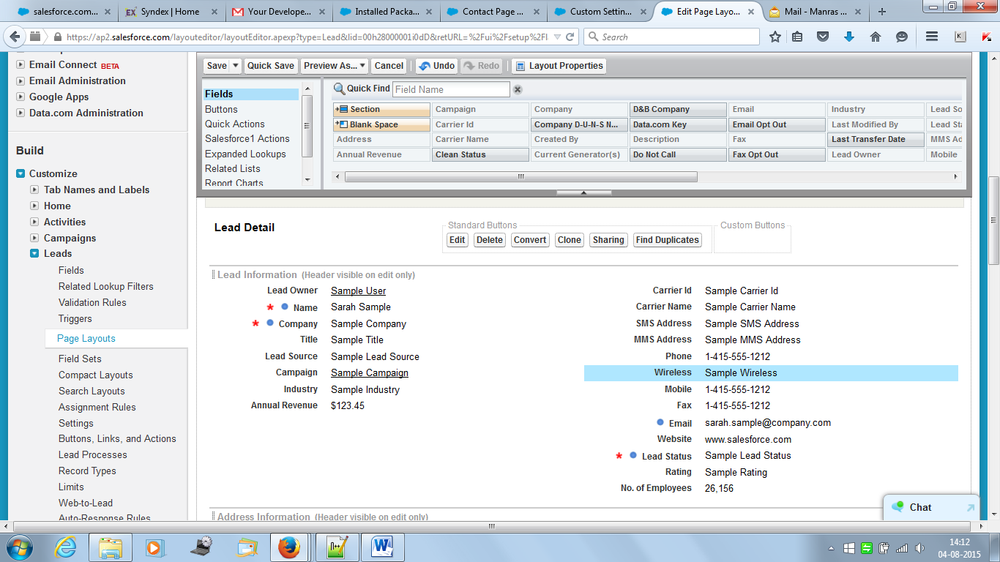 salesforce.com...
Syndex | Home
Your Develope...
Installed Packa...
Contact Page ...
Custom Settin...
Edit Page Layo...
Mail - Manras ...
https://ap2.salesforce.com/layouteditor/layoutEditor.apexp?type=Lead&lid=00h28000001i0dD&retURL=%2Fui%2Fsetup%2Fl
Search
Email Connect BETA
Email Administration
Google Apps
Data.com Administration
Build
Customize
Tab Names and Labels
Home
Activities
Campaigns
Leads
Fields
Related Lookup Filters
Validation Rules
Triggers
Page Layouts
Field Sets
Compact Layouts
Search Layouts
Assignment Rules
Settings
Buttons, Links, and Actions
Lead Processes
Record Types
Limits
Web-to-Lead
Auto-Response Rules
Save Quick Save Preview As... Cancel Undo Redo Layout Properties
Fields
Buttons
Quick Actions
Salesforce1 Actions
Expanded Lookups
Related Lists
Report Charts
Quick Find Field Name
Section Campaign Company D&B Company Email Industry Lead So
Blank Space Carrier Id Company D-U-N-S N... Data.com Key Email Opt Out Last Modified By Lead Sta
Address Carrier Name Created By Description Fax Last Transfer Date MMS Ad
Annual Revenue Clean Status Current Generator(s) Do Not Call Fax Opt Out Lead Owner Mobile
Lead Detail
Standard Buttons
Edit Delete Convert Clone Sharing Find Duplicates
Custom Buttons
Lead Information (Header visible on edit only)
Lead Owner Sample User
* Name Sarah Sample
* Company Sample Company
Title Sample Title
Lead Source Sample Lead Source
Campaign Sample Campaign
Industry Sample Industry
Annual Revenue $123.45
Carrier Id Sample Carrier Id
Carrier Name Sample Carrier Name
SMS Address Sample SMS Address
MMS Address Sample MMS Address
Phone 1-415-555-1212
Wireless Sample Wireless
Mobile 1-415-555-1212
Fax 1-415-555-1212
Email sarah.sample@company.com
Website www.salesforce.com
* Lead Status Sample Lead Status
Rating Sample Rating
No. of Employees 26,156
Address Information (Header visible on edit only)
Chat
14:12
04-08-2015